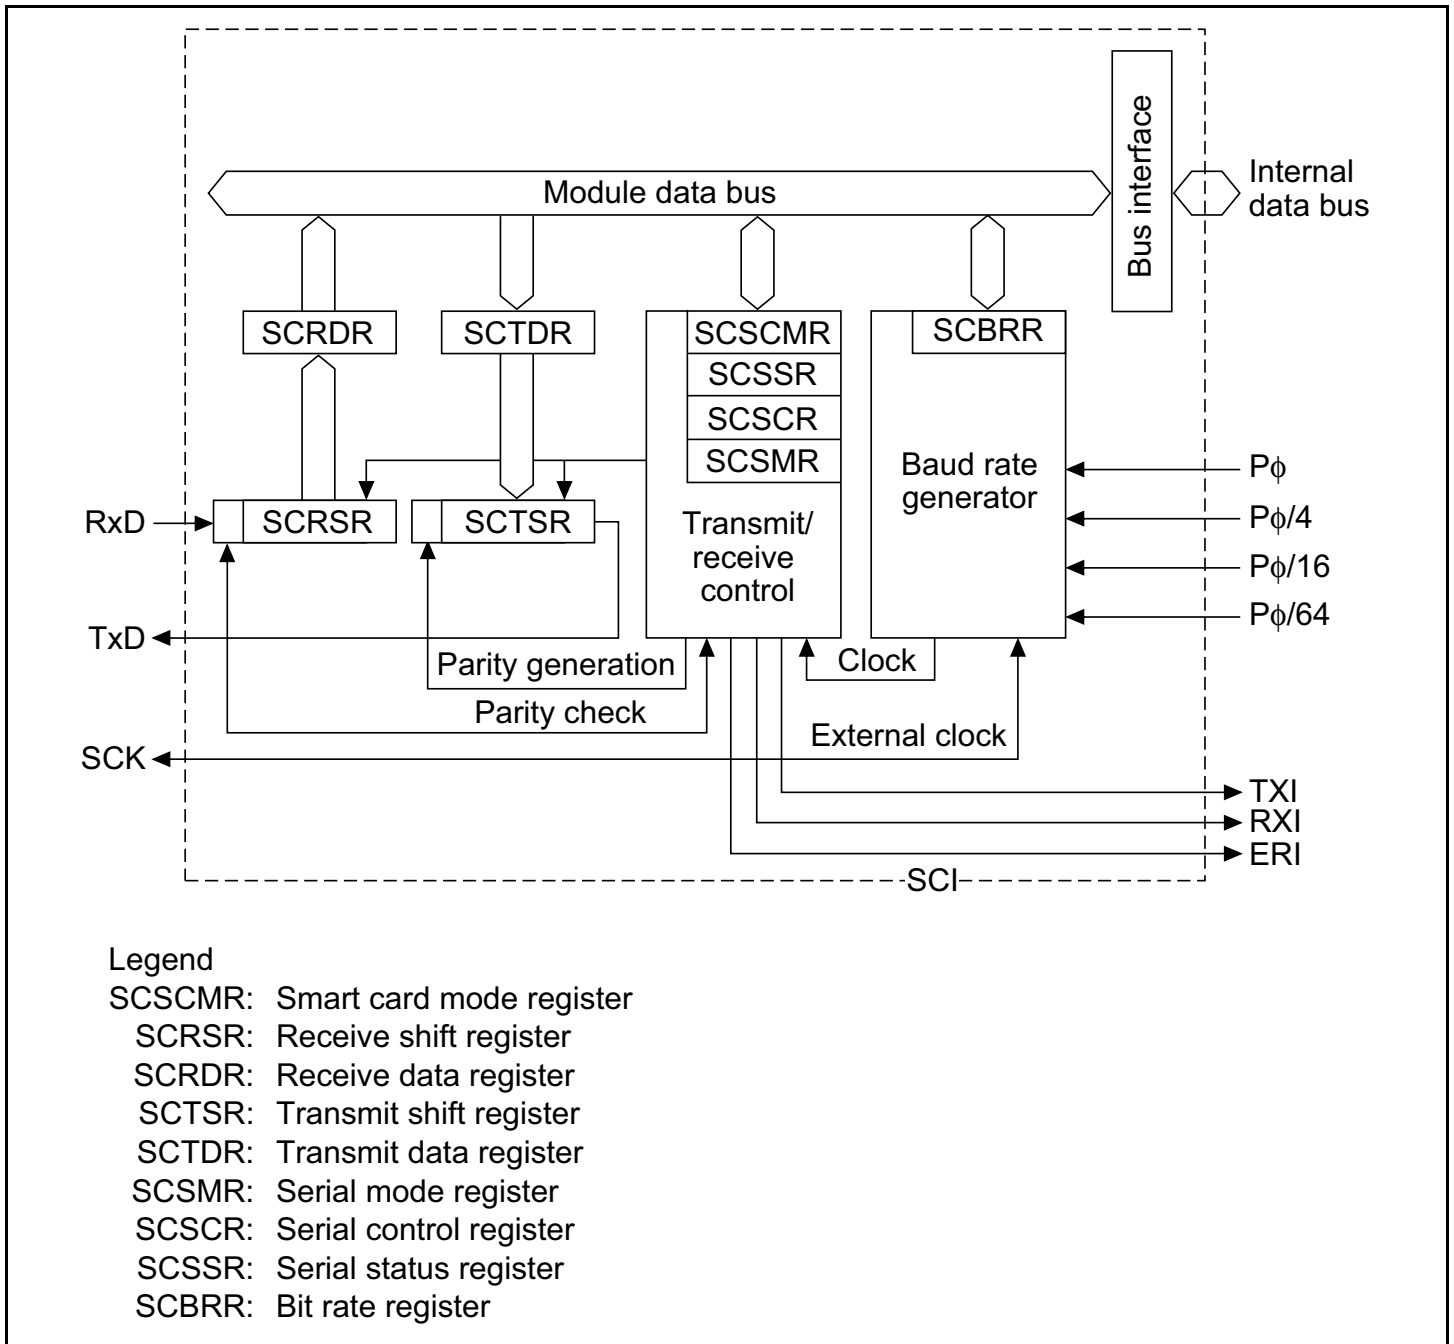 Bus interface
Internal
data bus
Module data bus
SCRDR
SCTDR
SCSCMR
SCSSR
SCSCR
SCSMR
SCBRR
Baud rate
generator
Pϕ
Pϕ/4
Pϕ/16
Pϕ/64
RxD
SCRSR
SCTSR
Transmit/
receive
control
TxD
Parity generation
Clock
Parity check
External clock
SCK
TXI
RXI
ERI
SCI
Legend
SCSCMR: Smart card mode register
SCRSR: Receive shift register
SCRDR: Receive data register
SCTSR: Transmit shift register
SCTDR: Transmit data register
SCSMR: Serial mode register
SCSCR: Serial control register
SCSSR: Serial status register
SCBRR: Bit rate register